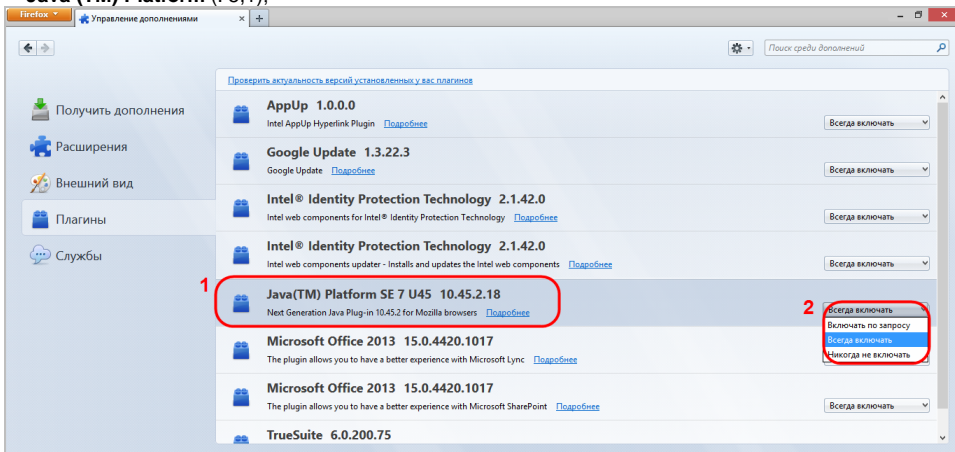 Java (TM) Platform
Firefox
Управление дополнениями
Поиск среди дополнений
Проверить актуальность версий установленных у вас плагинов
Получить дополнения
Расширения
Внешний вид
Плагины
Службы
AppUp 1.0.0.0
Intel AppUp Hyperlink Plugin Подробнее
Всегда включать
Google Update 1.3.22.3
Google Update Подробнее
Всегда включать
Intel® Identity Protection Technology 2.1.42.0
Intel web components for Intel® Identity Protection Technology Подробнее
Всегда включать
Intel® Identity Protection Technology 2.1.42.0
Intel web components updater - Installs and updates the Intel web components Подробнее
Всегда включать
1
Java(TM) Platform SE 7 U45 10.45.2.18
Next Generation Java Plug-in 10.45.2 for Mozilla browsers Подробнее
2
Всегда включать
Включать по запросу
Всегда включать
Никогда не включать
Microsoft Office 2013 15.0.4420.1017
The plugin allows you to have a better experience with Microsoft Lync Подробнее
Microsoft Office 2013 15.0.4420.1017
The plugin allows you to have a better experience with Microsoft SharePoint Подробнее
Всегда включать
TrueSuite 6.0.200.75